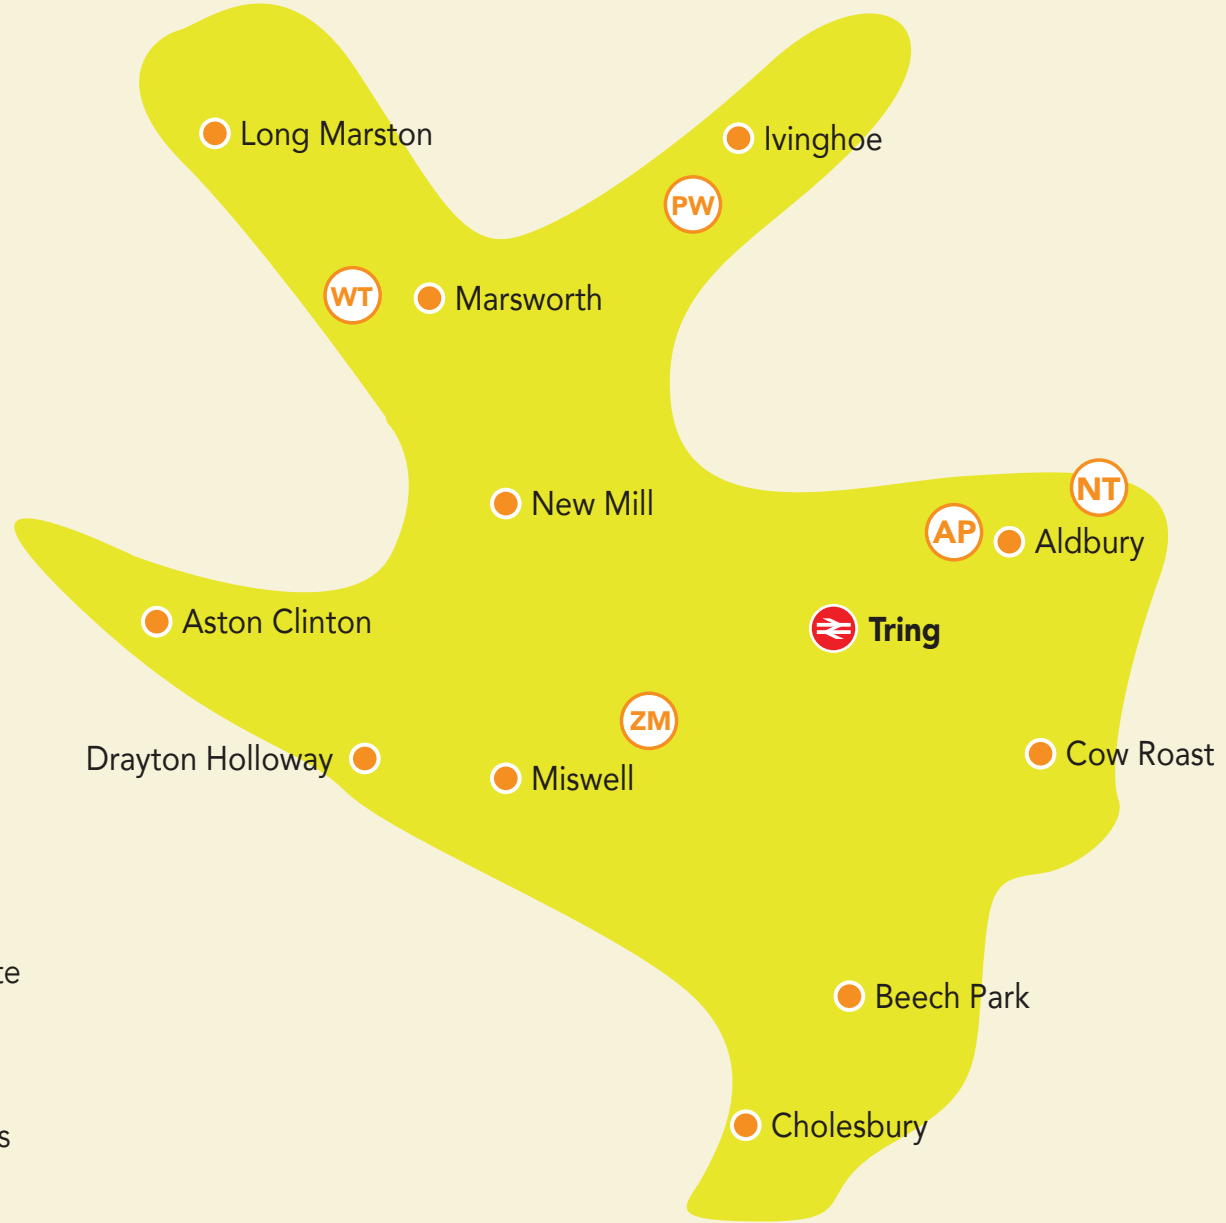 Long Marston
Ivinghoe
PW
WT
Marsworth
NT
New Mill
AP
Aldbury
Aston Clinton
Tring
ZM
Drayton Holloway
Miswell
Cow Roast
Beech Park
Cholesbury